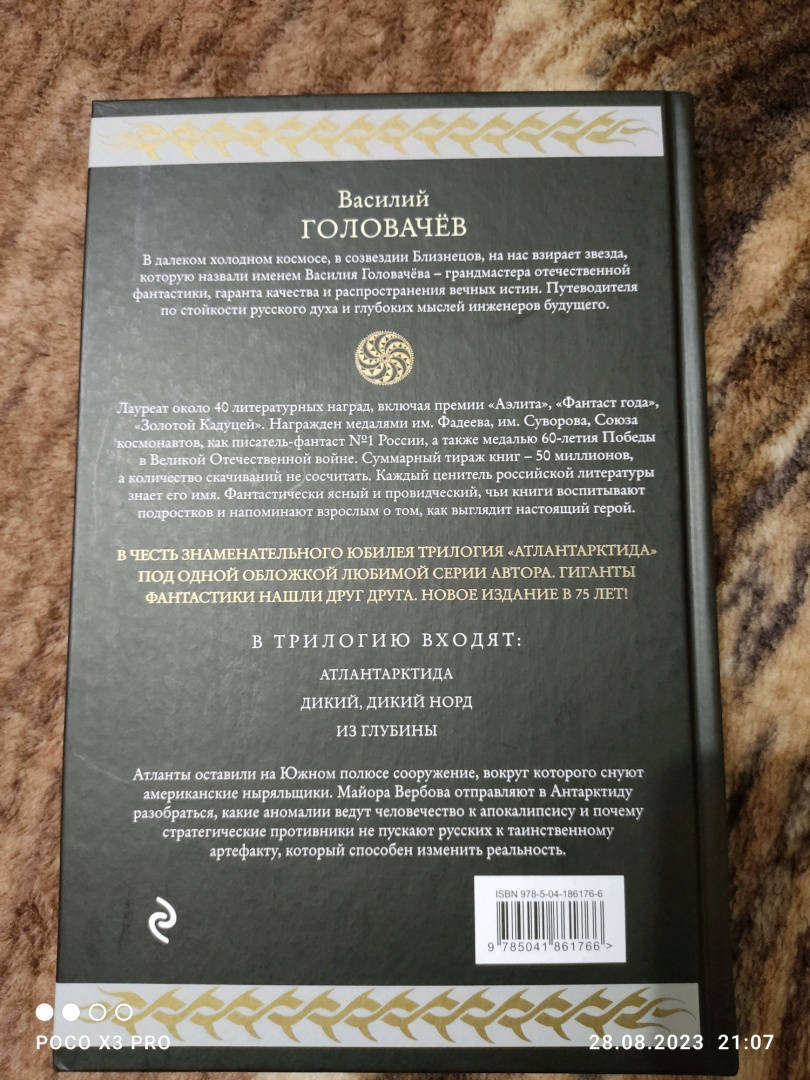 Василий
ГОЛОВАЧЁВ
В далеком холодном космосе, в созвездии Близнецов, на нас взирает звезда,
которую назвали именем Василия Головачёва – грандмастера отечественной
фантастики, гаранта качества и распространения вечных истин. Путеводителя
по стойкости русского духа и глубоких мыслей инженеров будущего.
Лауреат около 40 литературных наград, включая премии «Аэлита», «Фантаст года»,
«Золотой Кадуцей». Награжден медалями им. Фадеева, им. Суворова, Союза
космонавтов, как писатель-фантаст №1 России, а также медалью 60-летия Победы
в Великой Отечественной войне. Суммарный тираж книг – 50 миллионов,
а количество скачиваний не сосчитать. Каждый ценитель российской литературы
знает его имя. Фантастически ясный и провидческий, чьи книги воспитывают
подростков и напоминают взрослым о том, как выглядит настоящий герой.
В ЧЕСТЬ ЗНАМЕНАТЕЛЬНОГО ЮБИЛЕЯ ТРИЛОГИЯ «АТЛАНТАРКТИДА»
ПОД ОДНОЙ ОБЛОЖКОЙ ЛЮБИМОЙ СЕРИИ АВТОРА. ГИГАНТЫ
ФАНТАСТИКИ НАШЛИ ДРУГ ДРУГА. НОВОЕ ИЗДАНИЕ В 75 ЛЕТ!
В ТРИЛОГИЮ ВХОДЯТ:
АТЛАНТАРКТИДА
ДИКИЙ, ДИКИЙ НОРД
ИЗ ГЛУБИНЫ
Атланты оставили на Южном полюсе сооружение, вокруг которого снуют
американские ныряльщики. Майора Вербова отправляют в Антарктиду
разобраться, какие аномалии ведут человечество к апокалипсису и почему
стратегические противники не пускают русских к таинственному
артефакту, который способен изменить реальность.
ISBN 978-5-04-186176-6
9 785041 861766 >
POCO X3 PRO
28.08.2023 21:07